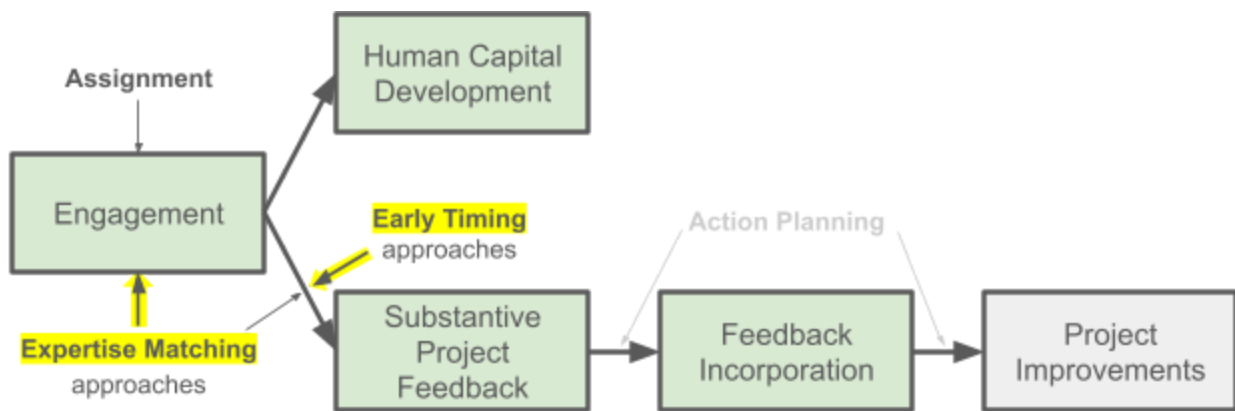 Human Capital
Development
Assignment
Engagement
Early Timing
approaches
Action Planning
Expertise Matching
approaches
Substantive
Project
Feedback
Feedback
Incorporation
Project
Improvements